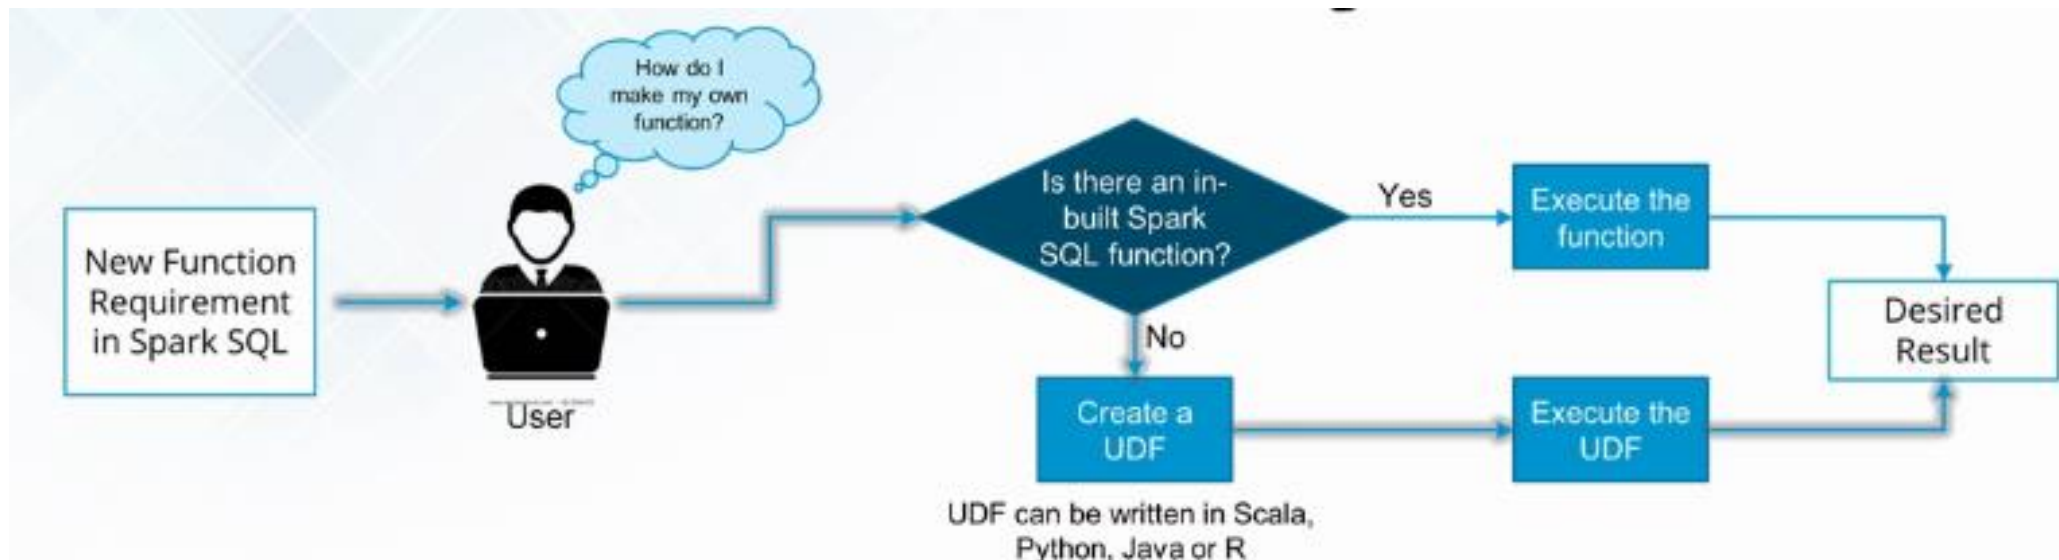 How do I
make my own
function?
New Function
Requirement
in Spark SQL
User
Is there an in-
built Spark
SQL function?
Yes
Execute the
function
No
Desired
Result
Create a
UDF
Execute the
UDF
UDF can be written in Scala,
Python, Java or R